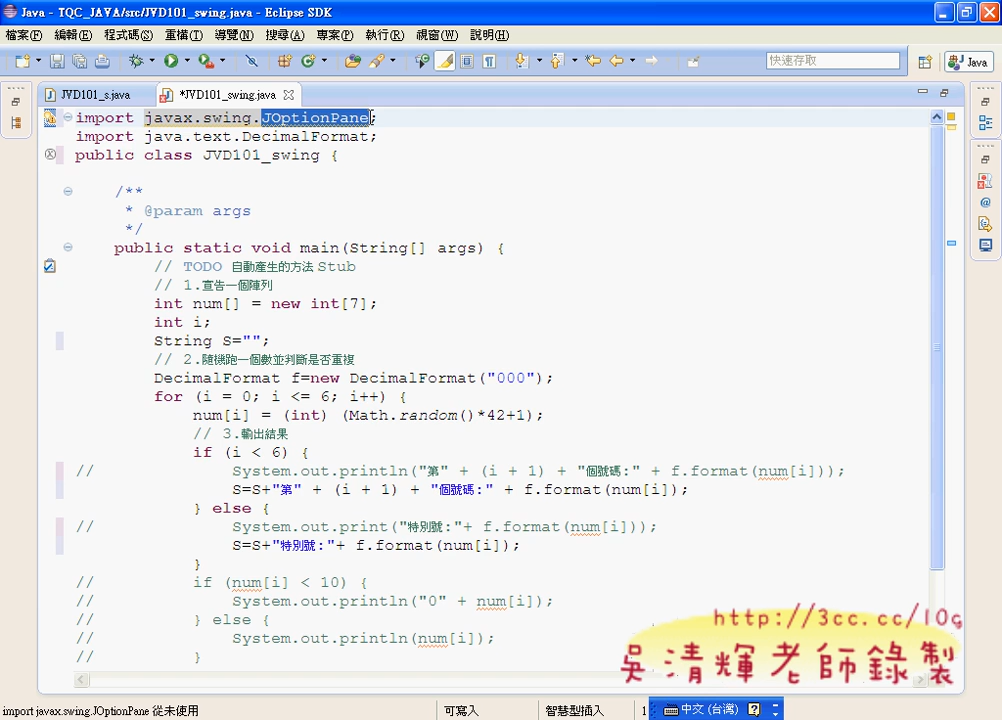 Java - TQC_JAVA/src/JVD101_swing.java - Eclipse SDK
檔案(F) 編輯(E) 程式碼(S) 重構(T) 導覽(N) 搜尋(A) 專案(P) 執行(R) 視窗(W) 說明(H)
快速存取
Java
JVD101_s.java
*JVD101_swing.java
import javax.swing.JOptionPane;
import java.text.DecimalFormat;
public class JVD101_swing {
/**
* @param args
*/
public static void main(String[] args) {
// TODO 自動產生的方法 Stub
// 1.宣告一個陣列
int num[] = new int[7];
int i;
String S="";
// 2.隨機跑一個數並判斷是否重複
DecimalFormat f=new DecimalFormat("000");
for (i = 0; i <= 6; i++) {
num[i] = (int) (Math.random()*42+1);
// 3.輸出結果
if (i < 6) {
// System.out.println("第" + (i + 1) + "個號碼:" + f.format(num[i]));
S=S+"第" + (i + 1) + "個號碼:" + f.format(num[i]);
} else {
// System.out.print("特別號:"+ f.format(num[i]));
S=S+"特別號:"+ f.format(num[i]);
}
// if (num[i] < 10) {
// System.out.println("0" + num[i]);
// } else {
// System.out.println(num[i]);
// }
http://3cc.cc/10g
吳清輝老師錄製
import javax.swing.JOptionPane 從未使用
可寫入
智慧型插入
1
中文 (台灣)